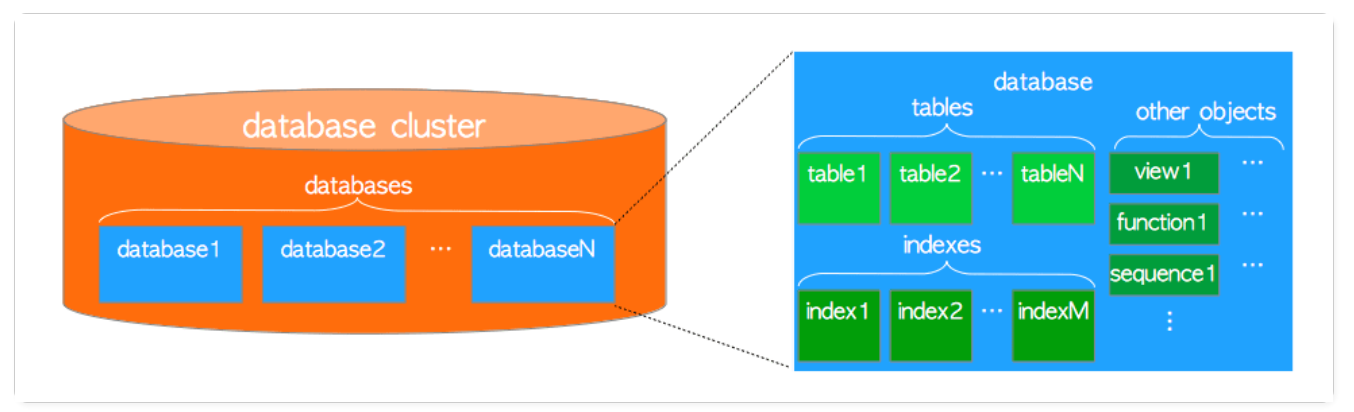 database cluster
databases
database1 database2 ... databaseN
database
tables
table1 table2 ... tableN
indexes
index1 index2 ... indexM
other objects
view1 ...
function1 ...
sequence1 ...
⋮